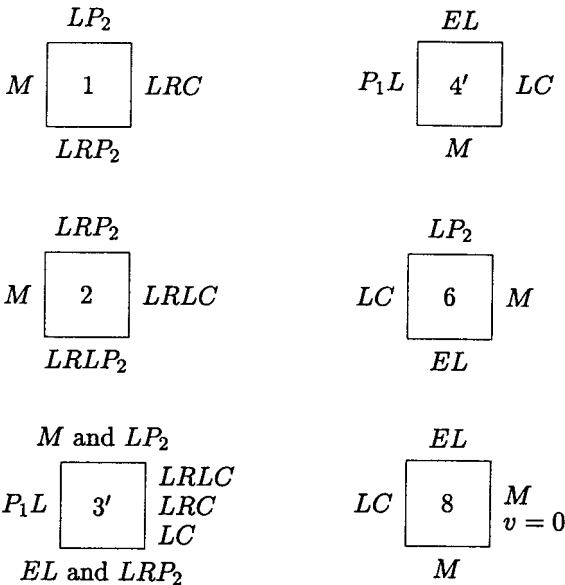 LP₂
M 1 LRC
LRP₂
EL
P₁L 4′ LC
M
LRP₂
M 2 LRLC
LRLP₂
LP₂
LC 6 M
EL
M and LP₂
P₁L 3′ LRLC
LRC
LC
EL and LRP₂
EL
LC 8 M
v = 0
M